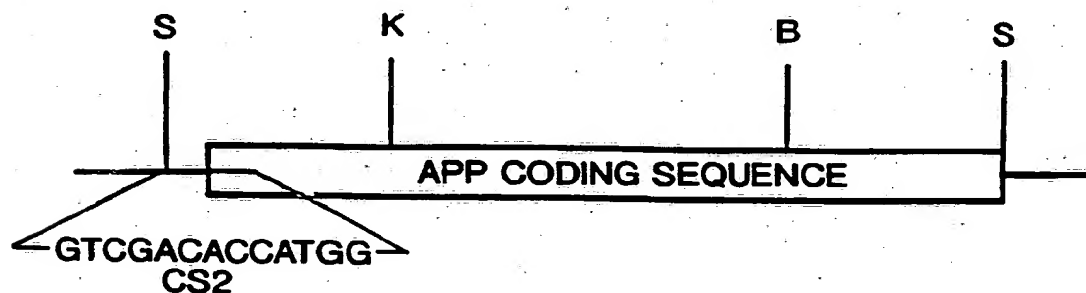 S K B S
APP CODING SEQUENCE
GTCGACACCATGG
CS2